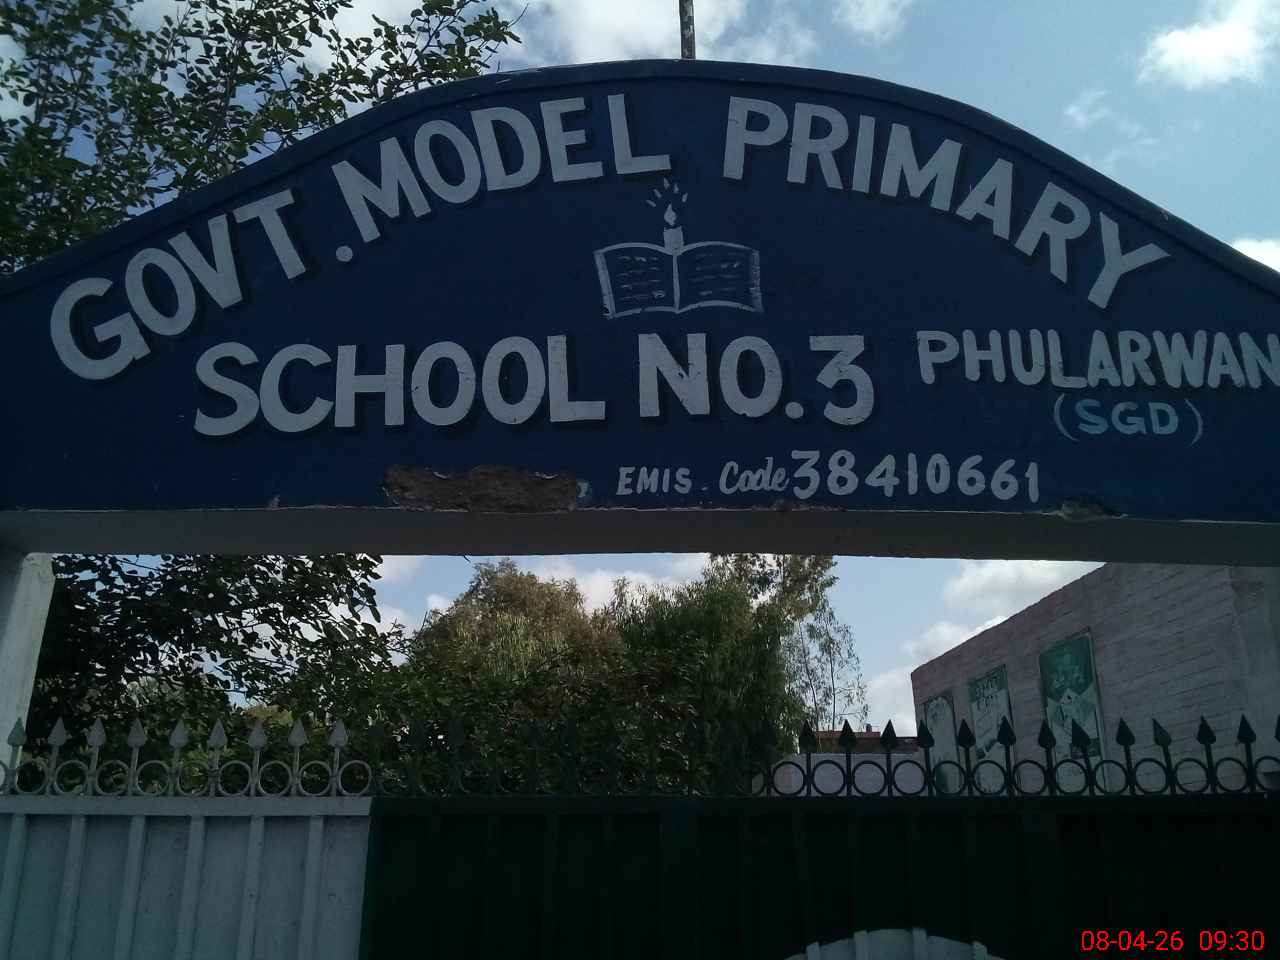 GOVT. MODEL PRIMARY
SCHOOL NO. 3 PHULARWAN
(SGD)
EMIS. Code 38410661
08-04-26 09:30